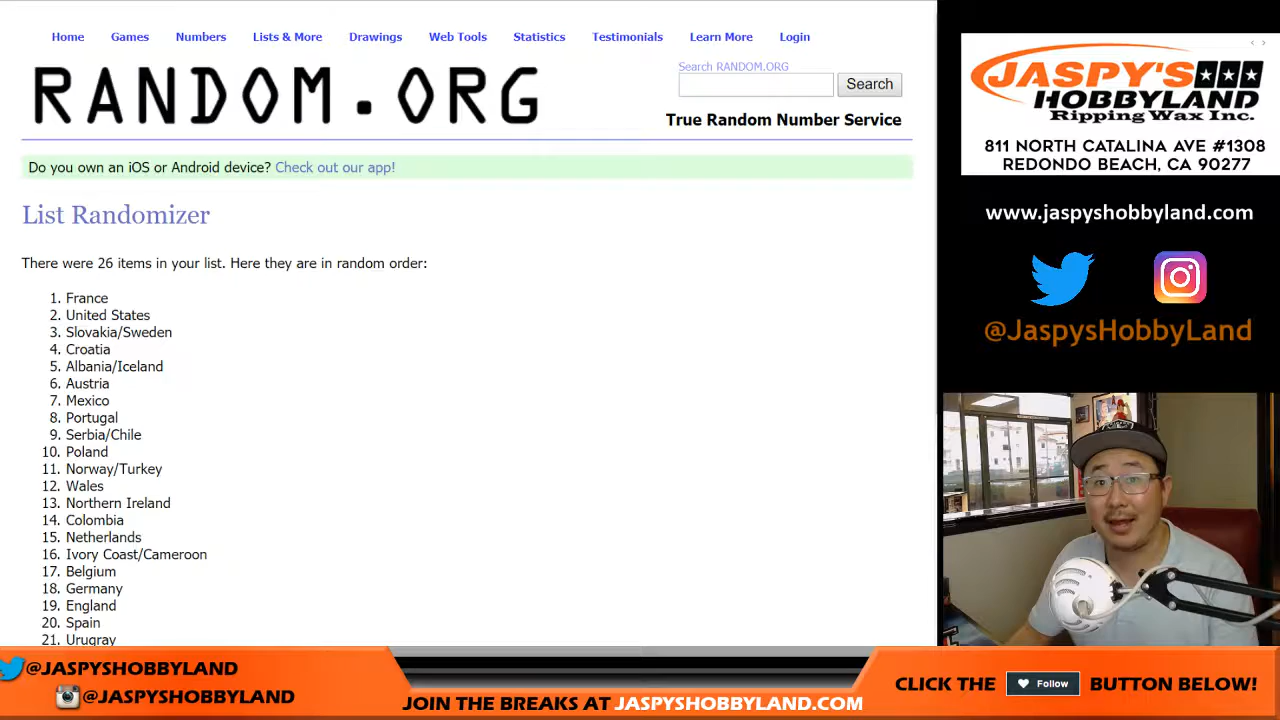 Home Games Numbers Lists & More Drawings Web Tools Statistics Testimonials Learn More Login
RANDOM.ORG
Search RANDOM.ORG
Search
True Random Number Service
Do you own an iOS or Android device? Check out our app!
List Randomizer
There were 26 items in your list. Here they are in random order:
1. France
2. United States
3. Slovakia/Sweden
4. Croatia
5. Albania/Iceland
6. Austria
7. Mexico
8. Portugal
9. Serbia/Chile
10. Poland
11. Norway/Turkey
12. Wales
13. Northern Ireland
14. Colombia
15. Netherlands
16. Ivory Coast/Cameroon
17. Belgium
18. Germany
19. England
20. Spain
21. Urugray
JASPY'S
HOBBYLAND
Ripping Wax Inc.
811 NORTH CATALINA AVE #1308
REDONDO BEACH, CA 90277
www.jaspyshobbyland.com
@JaspysHobbyLand
@JASPYSHOBBYLAND
@JASPYSHOBBYLAND
JOIN THE BREAKS AT JASPYSHOBBYLAND.COM
CLICK THE Follow BUTTON BELOW!